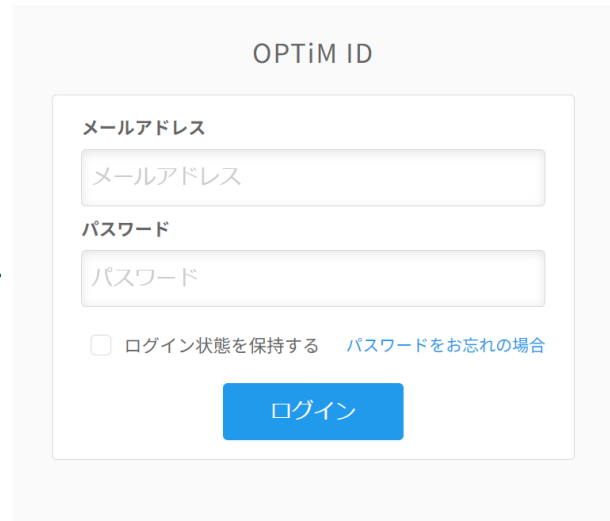 OPTiM ID
メールアドレス
メールアドレス
パスワード
パスワード
ログイン状態を保持する パスワードをお忘れの場合
ログイン